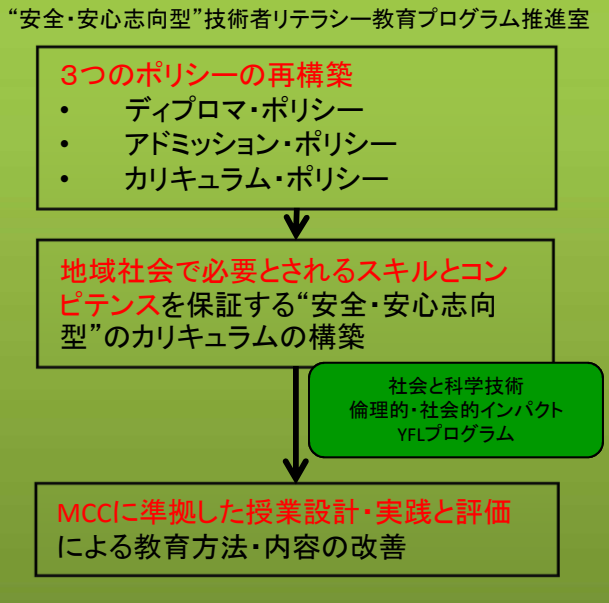 “安全・安心志向型”技術者リテラシー教育プログラム推進室
３つのポリシーの再構築
• ディプロマ・ポリシー
• アドミッション・ポリシー
• カリキュラム・ポリシー
地域社会で必要とされるスキルとコン
ピテンスを保証する“安全・安心志向
型”のカリキュラムの構築
社会と科学技術
倫理的・社会的インパクト
YFLプログラム
MCCに準拠した授業設計・実践と評価
による教育方法・内容の改善